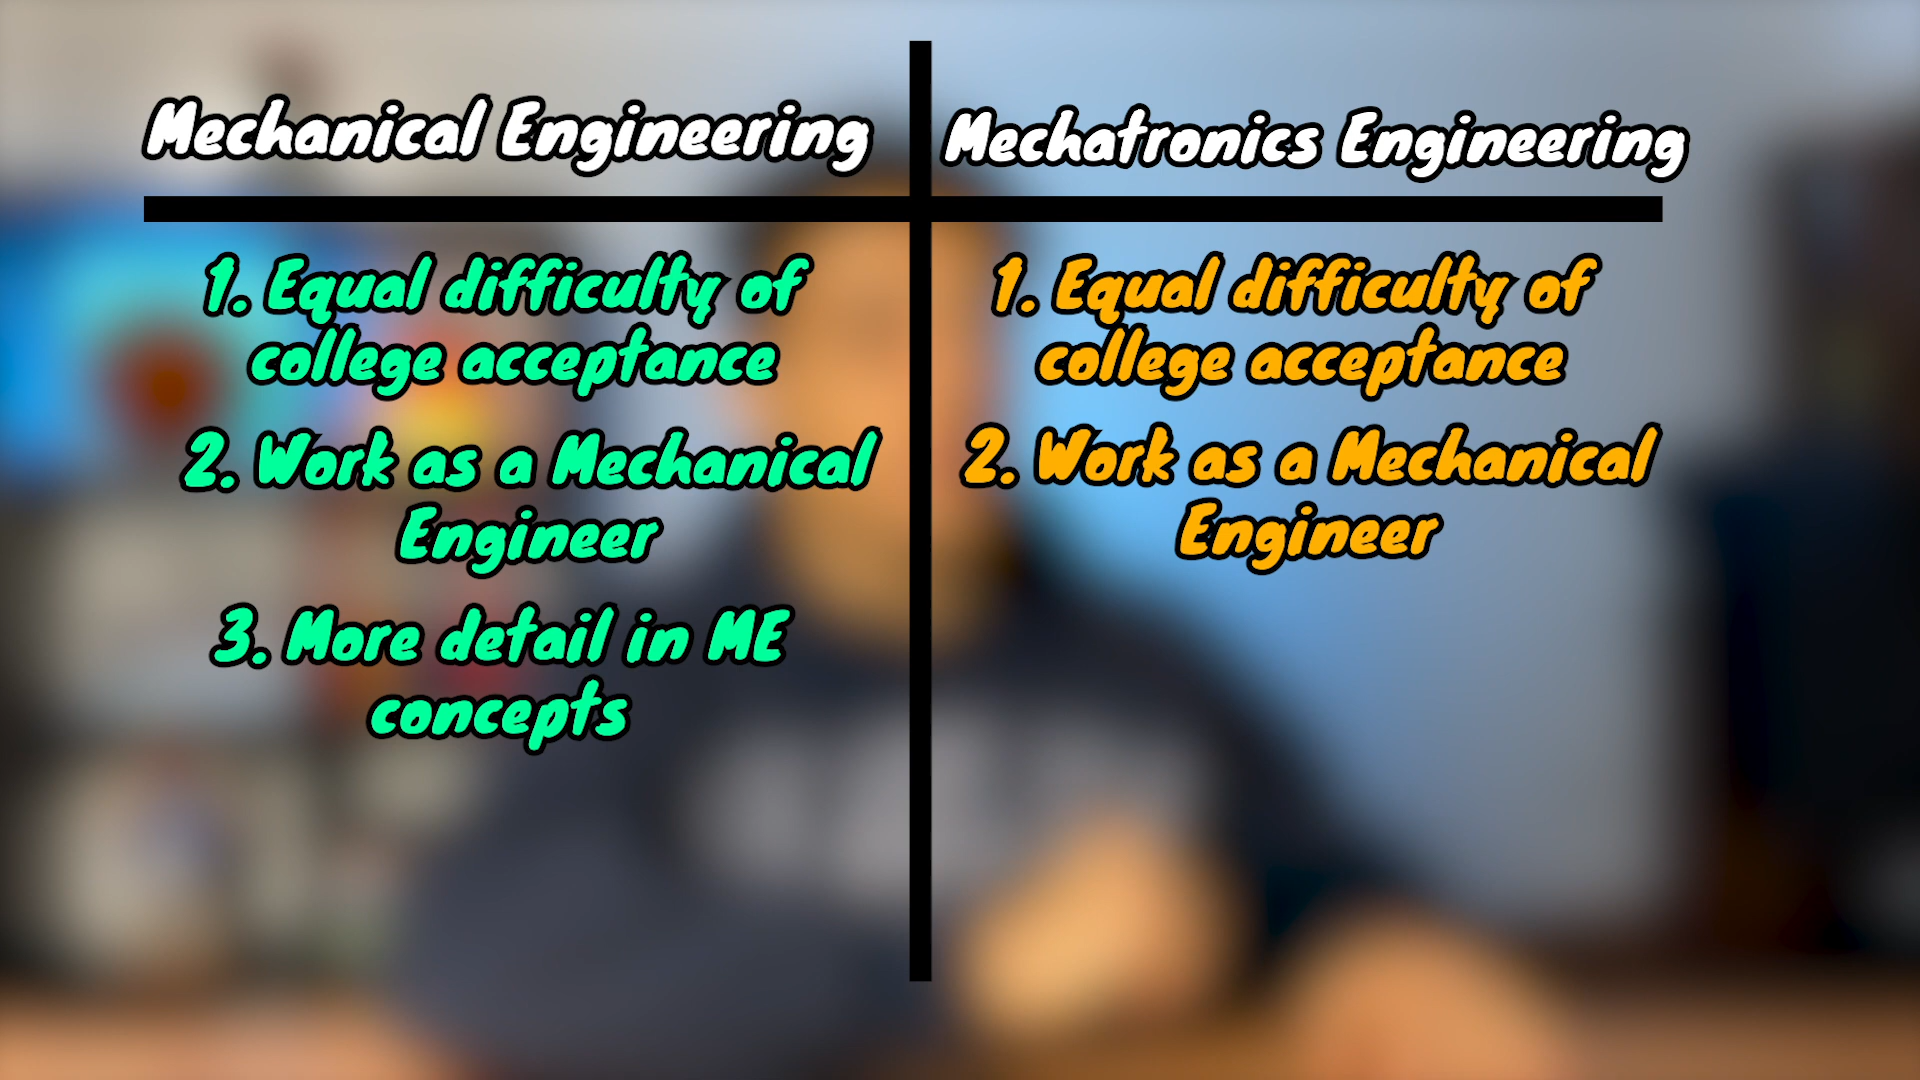 Mechanical Engineering
Mechatronics Engineering
1. Equal difficulty of
college acceptance
2. Work as a Mechanical
Engineer
3. More detail in ME
concepts
1. Equal difficulty of
college acceptance
2. Work as a Mechanical
Engineer